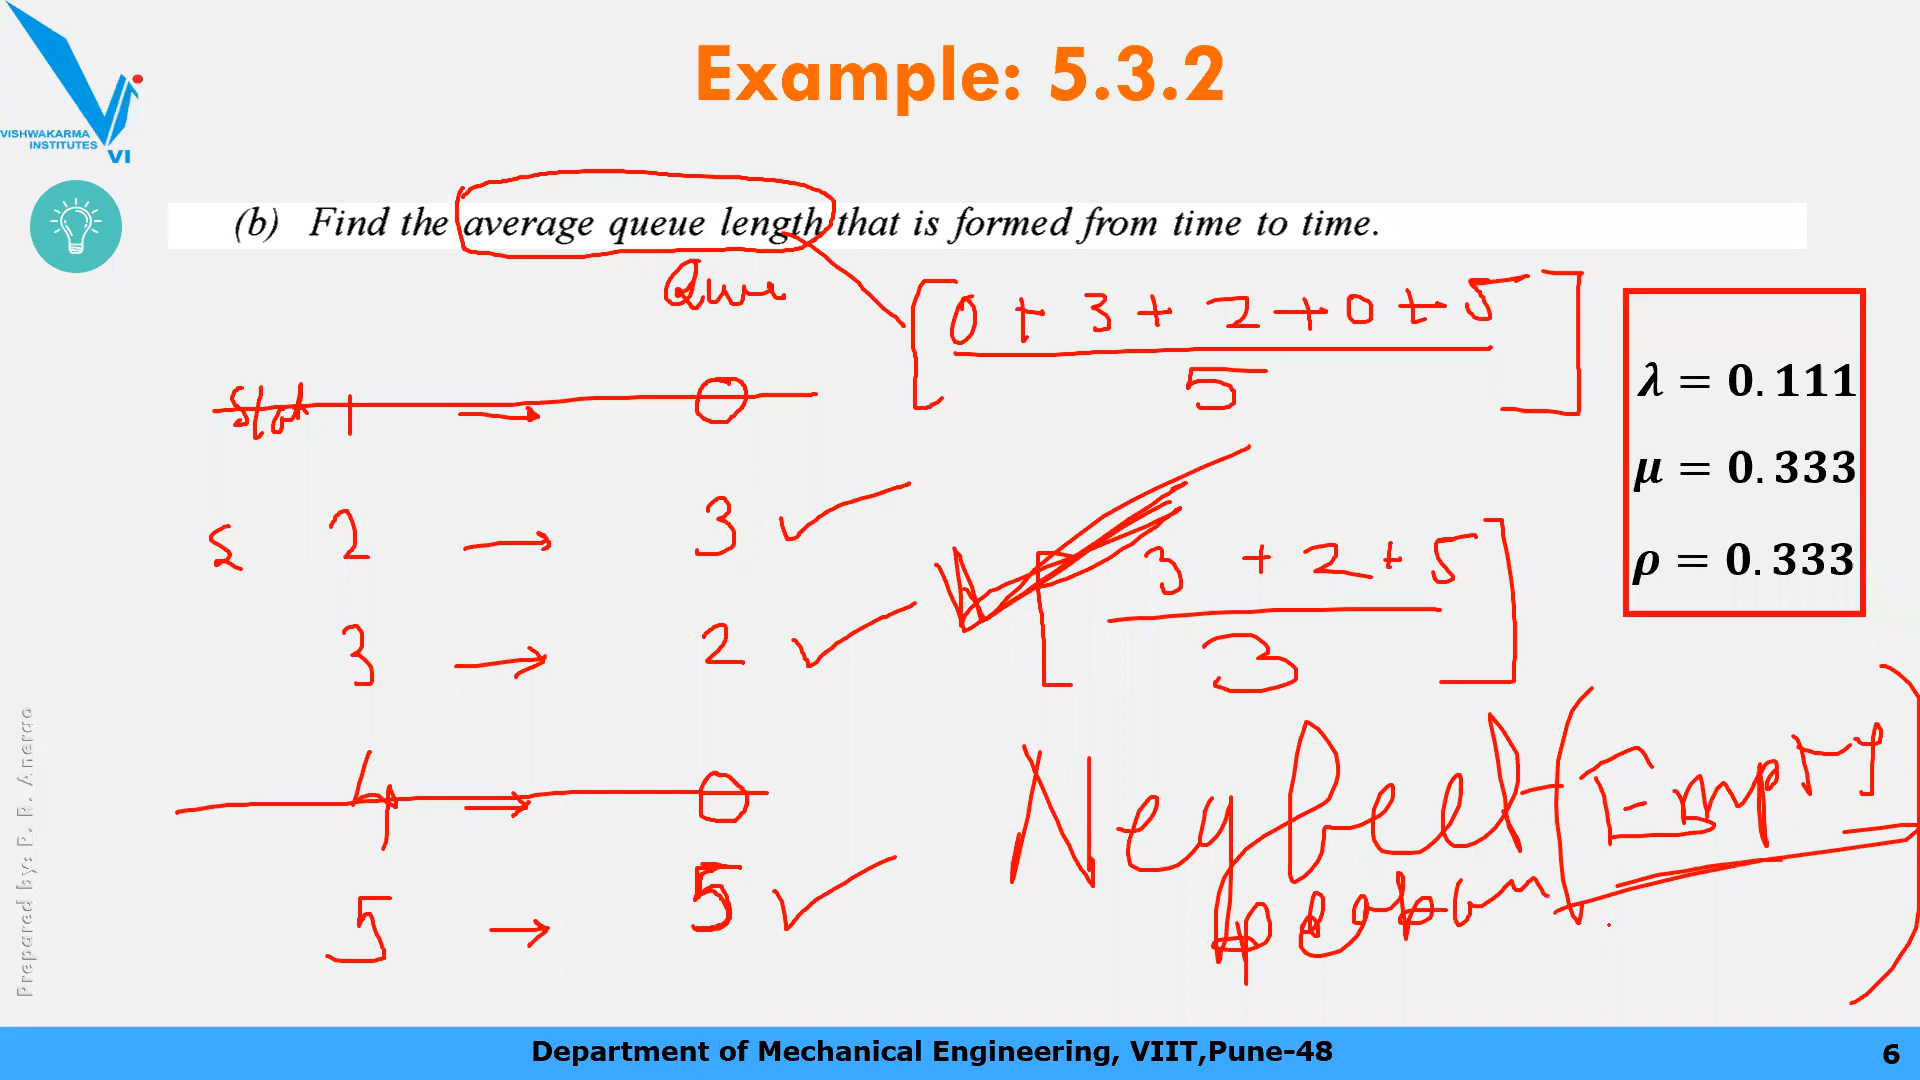 Example: 5.3.2
VISHWAKARMA
INSTITUTES
VI
(b) Find the average queue length that is formed from time to time.
[0 + 3 + 2 + 0 + 5]
5
λ = 0.111
μ = 0.333
ρ = 0.333
1 → 0
2 → 3 ✓
3 → 2 ✓
4 → 0
5 → 5 ✓
[3 + 2 + 5]
3
(Empty
Prepared by: P. R. Anerao
Department of Mechanical Engineering, VIIT,Pune-48
6